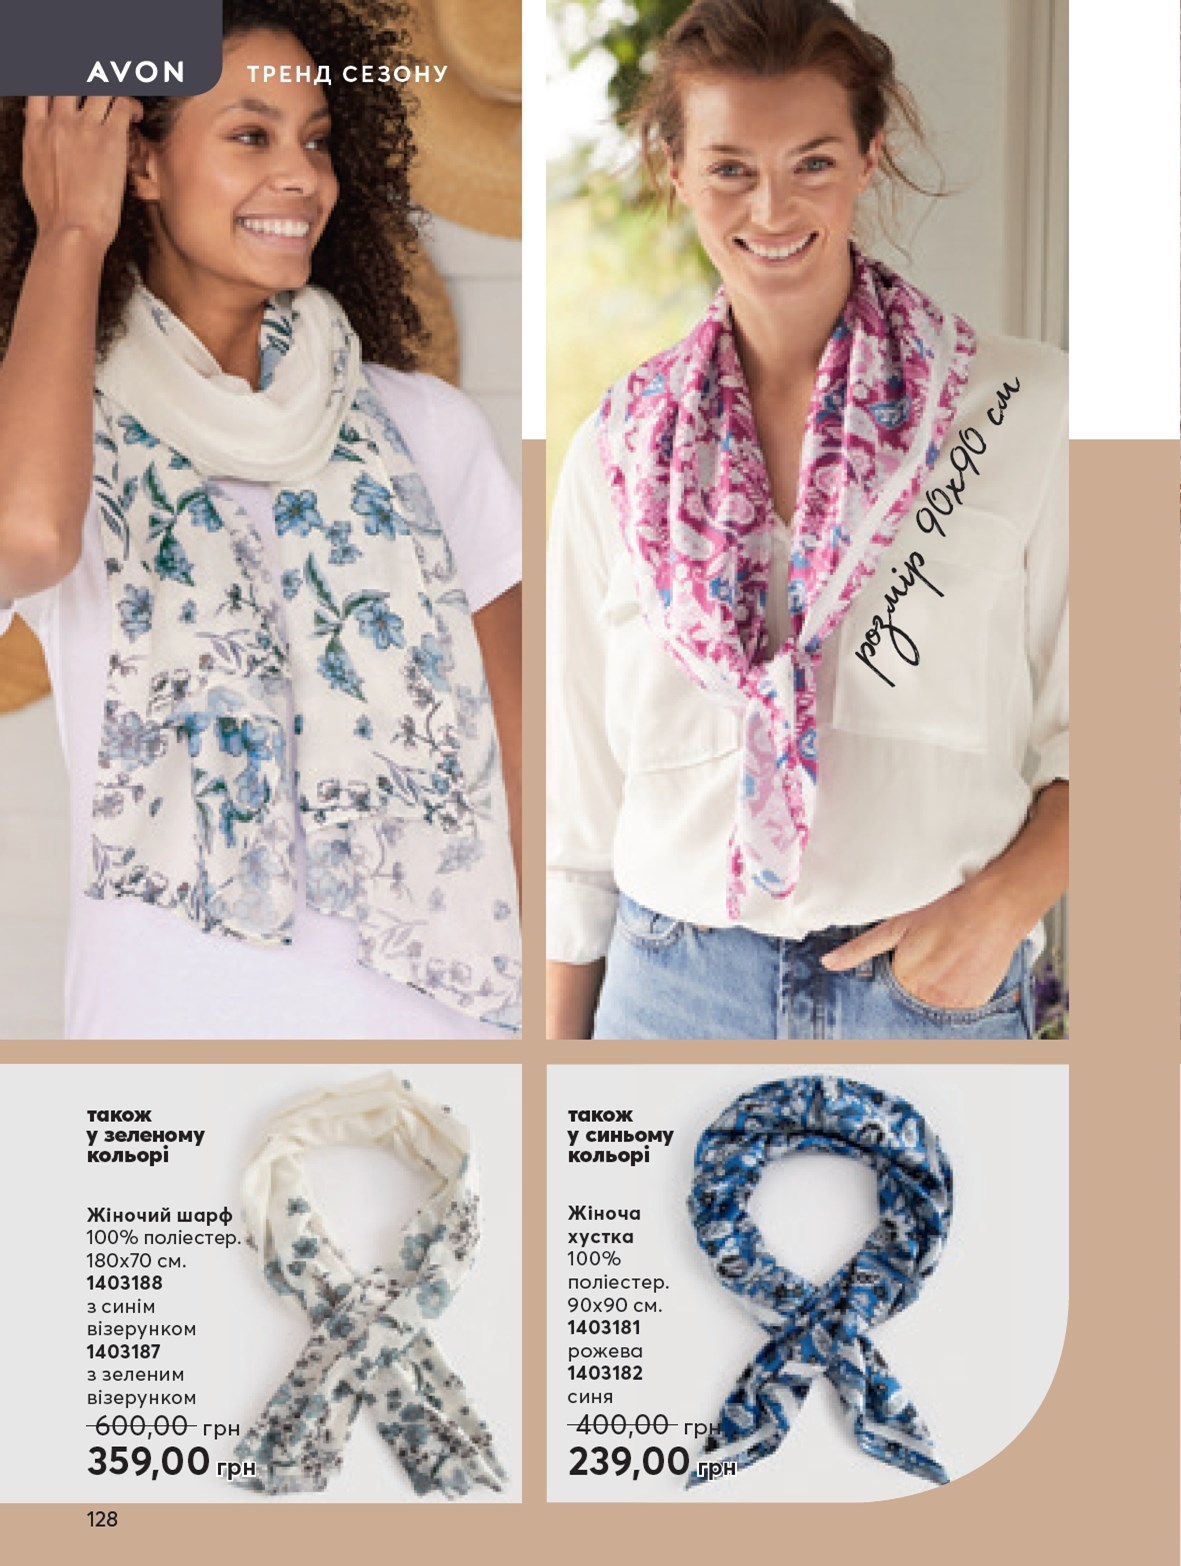 AVON
ТРЕНД СЕЗОНУ
розмір 90х90 см
також
у зеленому
кольорі
Жіночий шарф
100% поліестер.
180х70 см.
1403188
з синім
візерунком
1403187
з зеленим
візерунком
600,00 грн
359,00 грн
також
у синьому
кольорі
Жіноча
хустка
100%
поліестер.
90х90 см.
1403181
рожева
1403182
синя
400,00 грн
239,00 грн
128